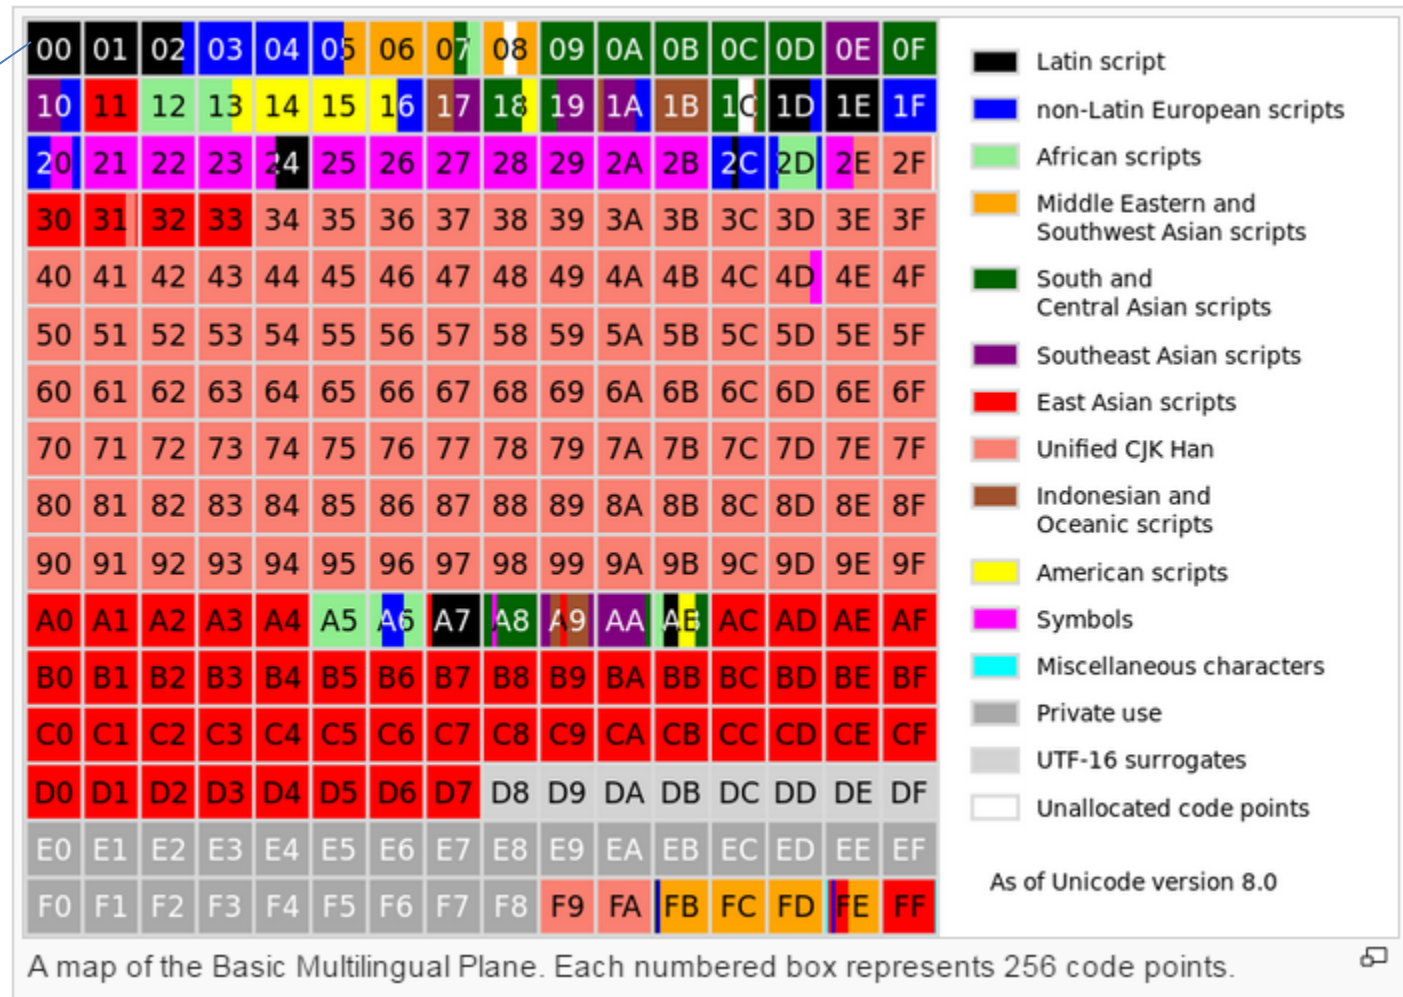 00 01 02 03 04 05 06 07 08 09 0A 0B 0C 0D 0E 0F
10 11 12 13 14 15 16 17 18 19 1A 1B 1C 1D 1E 1F
20 21 22 23 24 25 26 27 28 29 2A 2B 2C 2D 2E 2F
30 31 32 33 34 35 36 37 38 39 3A 3B 3C 3D 3E 3F
40 41 42 43 44 45 46 47 48 49 4A 4B 4C 4D 4E 4F
50 51 52 53 54 55 56 57 58 59 5A 5B 5C 5D 5E 5F
60 61 62 63 64 65 66 67 68 69 6A 6B 6C 6D 6E 6F
70 71 72 73 74 75 76 77 78 79 7A 7B 7C 7D 7E 7F
80 81 82 83 84 85 86 87 88 89 8A 8B 8C 8D 8E 8F
90 91 92 93 94 95 96 97 98 99 9A 9B 9C 9D 9E 9F
A0 A1 A2 A3 A4 A5 A6 A7 A8 A9 AA AB AC AD AE AF
B0 B1 B2 B3 B4 B5 B6 B7 B8 B9 BA BB BC BD BE BF
C0 C1 C2 C3 C4 C5 C6 C7 C8 C9 CA CB CC CD CE CF
D0 D1 D2 D3 D4 D5 D6 D7 D8 D9 DA DB DC DD DE DF
E0 E1 E2 E3 E4 E5 E6 E7 E8 E9 EA EB EC ED EE EF
F0 F1 F2 F3 F4 F5 F6 F7 F8 F9 FA FB FC FD FE FF
Latin script
non-Latin European scripts
African scripts
Middle Eastern and
Southwest Asian scripts
South and
Central Asian scripts
Southeast Asian scripts
East Asian scripts
Unified CJK Han
Indonesian and
Oceanic scripts
American scripts
Symbols
Miscellaneous characters
Private use
UTF-16 surrogates
Unallocated code points
As of Unicode version 8.0
A map of the Basic Multilingual Plane. Each numbered box represents 256 code points.